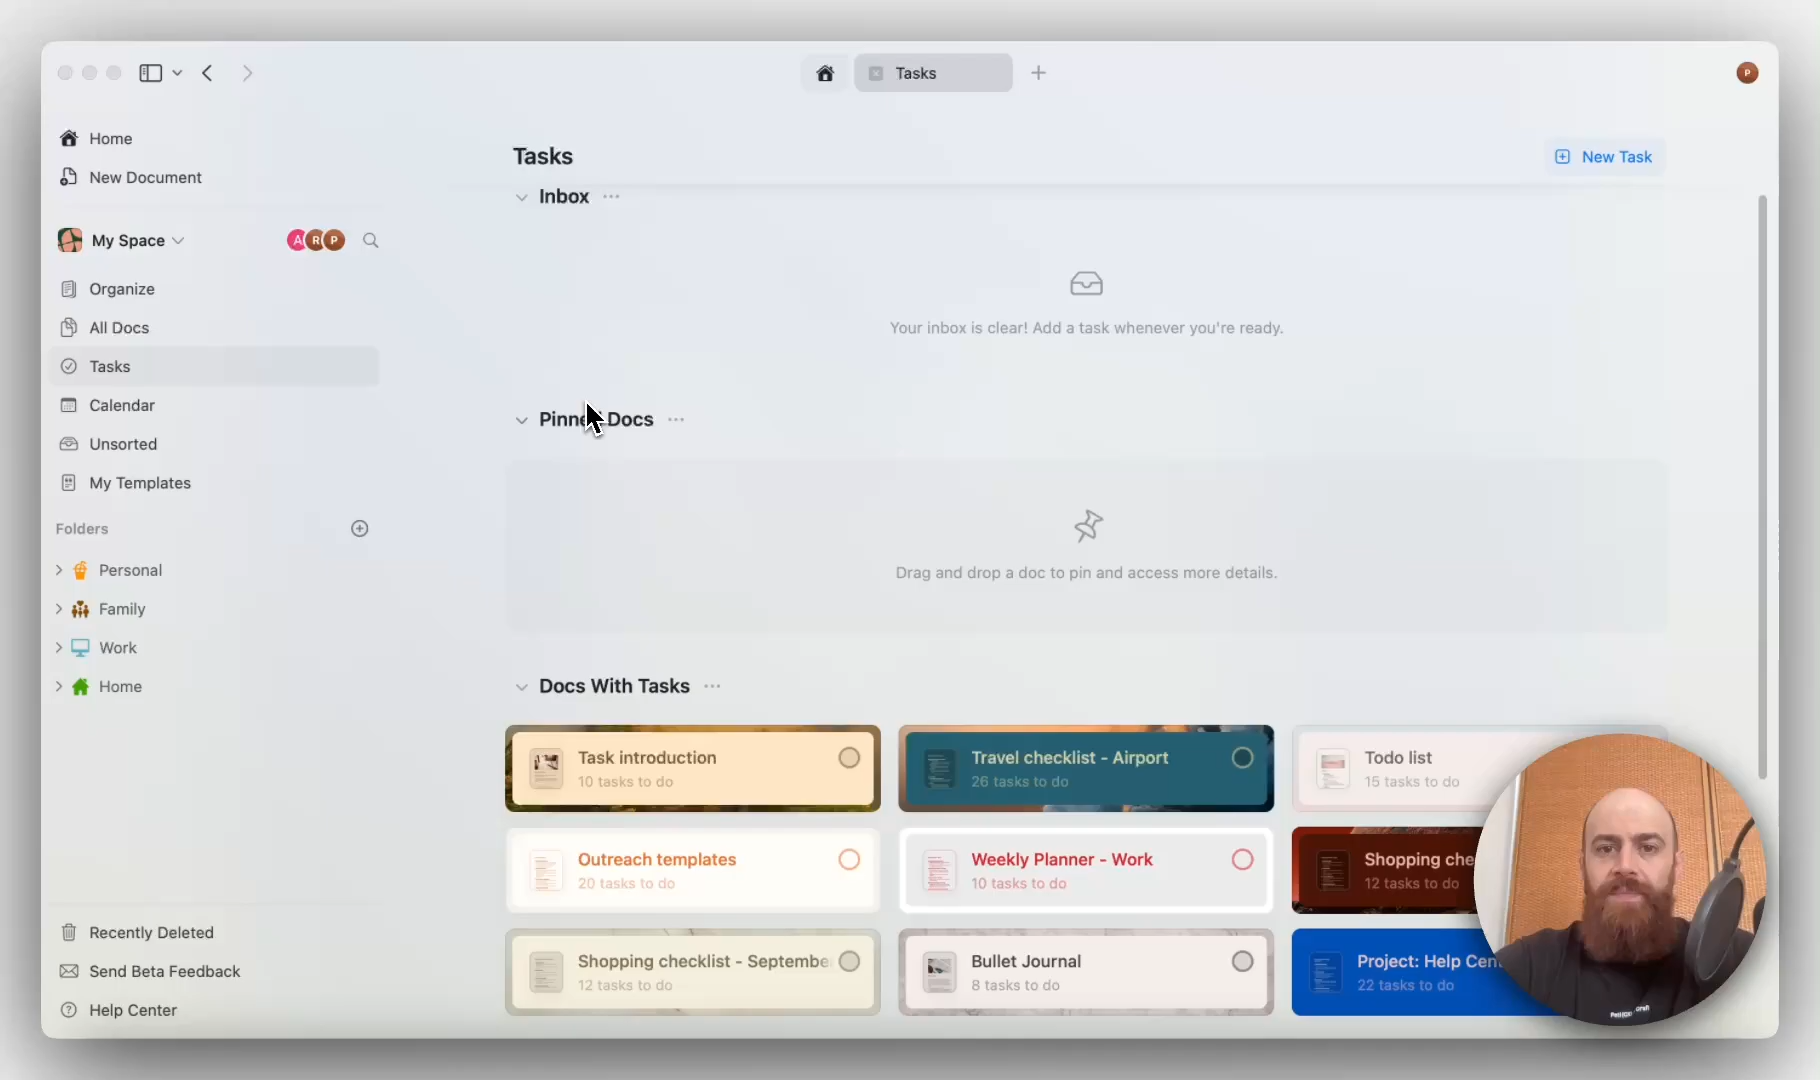 Tasks
P
Home
New Document
My Space
A R P
Organize
All Docs
Tasks
Calendar
Unsorted
My Templates
Folders
Personal
Family
Work
Home
Recently Deleted
Send Beta Feedback
Help Center
Tasks
New Task
Inbox
Your inbox is clear! Add a task whenever you're ready.
Pinne Docs
Drag and drop a doc to pin and access more details.
Docs With Tasks
Task introduction
10 tasks to do
Travel checklist - Airport
26 tasks to do
Todo list
15 tasks to do
Outreach templates
20 tasks to do
Weekly Planner - Work
10 tasks to do
Shopping che
12 tasks to do
Shopping checklist - Septembe
12 tasks to do
Bullet Journal
8 tasks to do
Project: Help Cen
22 tasks to do